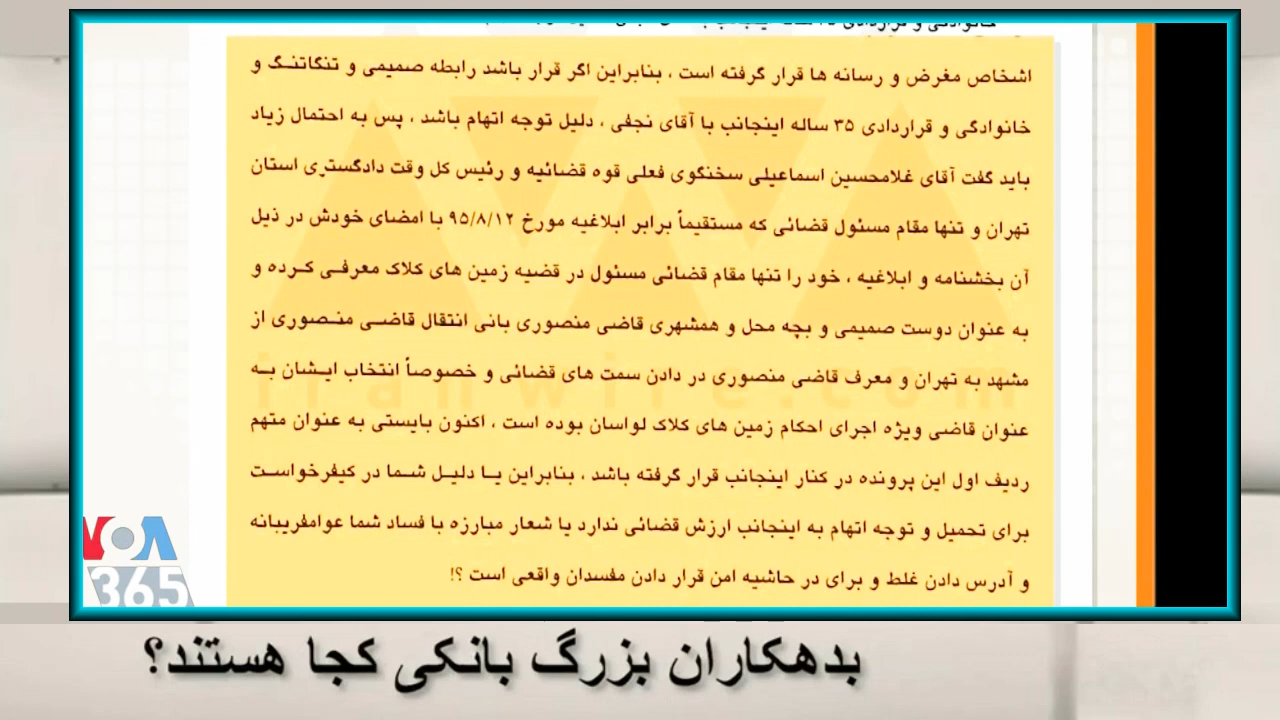 اشخاص مغرض و رسانه ها قرار گرفته است ، بنابراین اگر قرار باشد رابطه صمیمی و تنگاتنگ و
خانوادگی و قراردادی ۳۵ ساله اینجانب با آقای نجفی ، دلیل توجه اتهام باشد ، پس به احتمال زیاد
باید گفت آقای غلامحسین اسماعیلی سخنگوی فعلی قوه قضائیه و رئیس کل وقت دادگستری استان
تهران و تنها مقام مسئول قضائی که مستقیماً برابر ابلاغیه مورخ ۹۵/۸/۱۲ با امضای خودش در ذیل
آن بخشنامه و ابلاغیه ، خود را تنها مقام قضائی مسئول در قضیه زمین های کلاک معرفی کرده و
به عنوان دوست صمیمی و بچه محل و همشهری قاضی منصوری بانی انتقال قاضی منصوری از
مشهد به تهران و معرف قاضی منصوری در دادن سمت های قضائی و خصوصاً انتخاب ایشان به
iranwire.com
عنوان قاضی ویژه اجرای احکام زمین های کلاک لواسان بوده است ، اکنون بایستی به عنوان متهم
ردیف اول این پرونده در کنار اینجانب قرار گرفته باشد ، بنابراین یا دلیل شما در کیفرخواست
برای تحمیل و توجه اتهام به اینجانب ارزش قضائی ندارد یا شعار مبارزه با فساد شما عوامفریبانه
و آدرس دادن غلط و برای در حاشیه امن قرار دادن مفسدان واقعی است ؟!
VOA
365
بدهکاران بزرگ بانکی کجا هستند؟